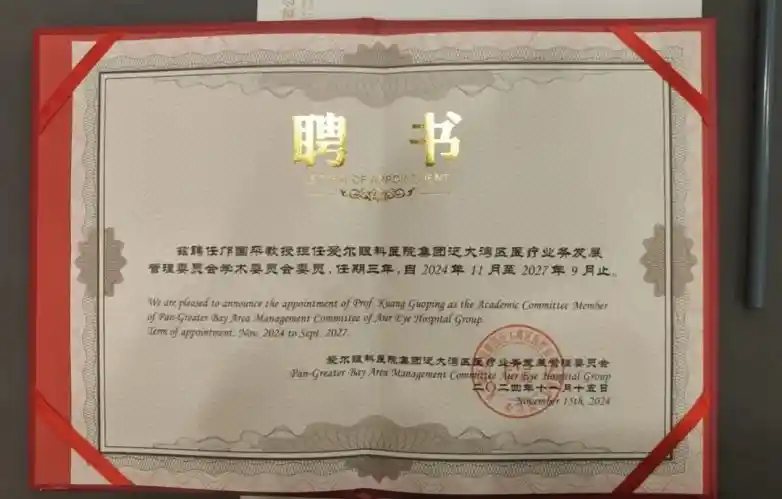 聘 书
LETTER OF APPOINTMENT
兹聘任邝国平教授担任爱尔眼科医院集团泛大湾区医疗业务发展
管理委员会学术委员会委员,任期三年,自 2024 年 11 月至 2027 年 9 月止。
We are pleased to announce the appointment of Prof. Kuang Guoping as the Academic Committee Member
of Pan-Greater Bay Area Management Committee of Aier Eye Hospital Group.
Term of appointment: Nov. 2024 to Sept. 2027.
爱尔眼科医院集团泛大湾区医疗业务发展管理委员会
Pan-Greater Bay Area Management Committee Aier Eye Hospital Group
二〇二四年十一月十五日
November 15th, 2024